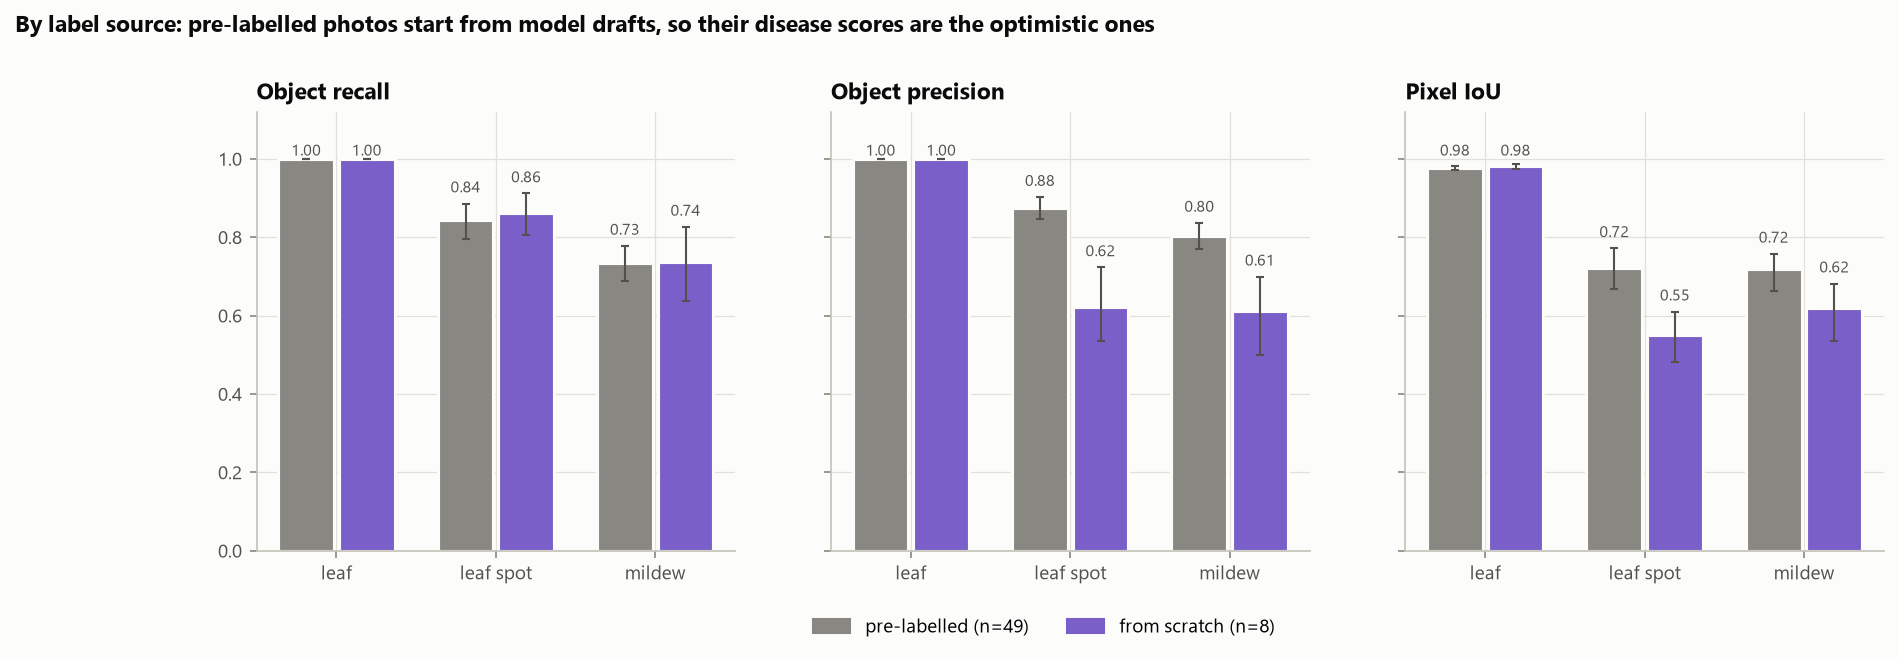 By label source: pre-labelled photos start from model drafts, so their disease scores are the optimistic ones
Object recall
1.0
0.8
0.6
0.4
0.2
0.0
1.00 1.00
0.84 0.86
0.73 0.74
leaf leaf spot mildew
Object precision
1.00 1.00
0.88 0.62
0.80 0.61
leaf leaf spot mildew
Pixel IoU
0.98 0.98
0.72 0.55
0.72 0.62
leaf leaf spot mildew
pre-labelled (n=49) from scratch (n=8)